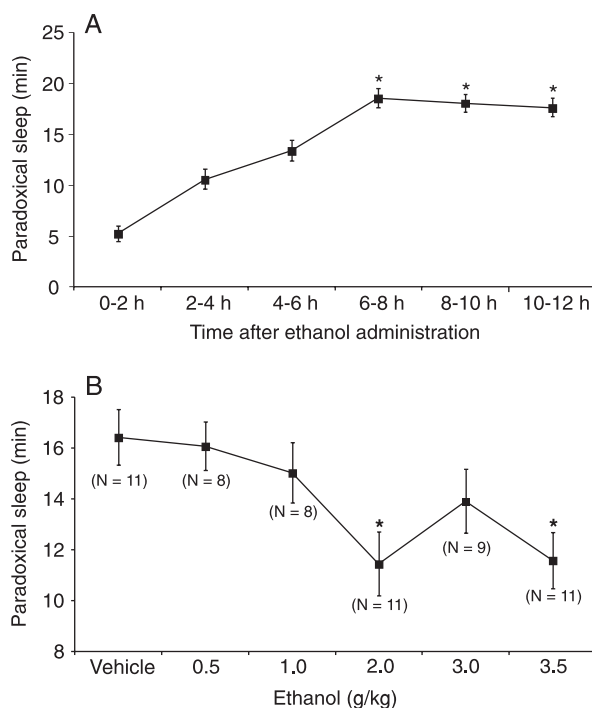 A
Paradoxical sleep (min)
25
20
15
10
5
0
* * *
0-2 h 2-4 h 4-6 h 6-8 h 8-10 h 10-12 h
Time after ethanol administration
B
Paradoxical sleep (min)
18
16
14
12
10
8
(N = 11) (N = 8) (N = 8) (N = 11) (N = 9) (N = 11)
* *
Vehicle 0.5 1.0 2.0 3.0 3.5
Ethanol (g/kg)